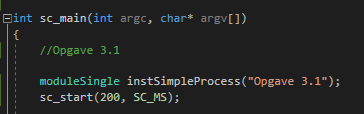 int sc_main(int argc, char* argv[])
{
//Opgave 3.1
moduleSingle instSimpleProcess("Opgave 3.1");
sc_start(200, SC_MS);